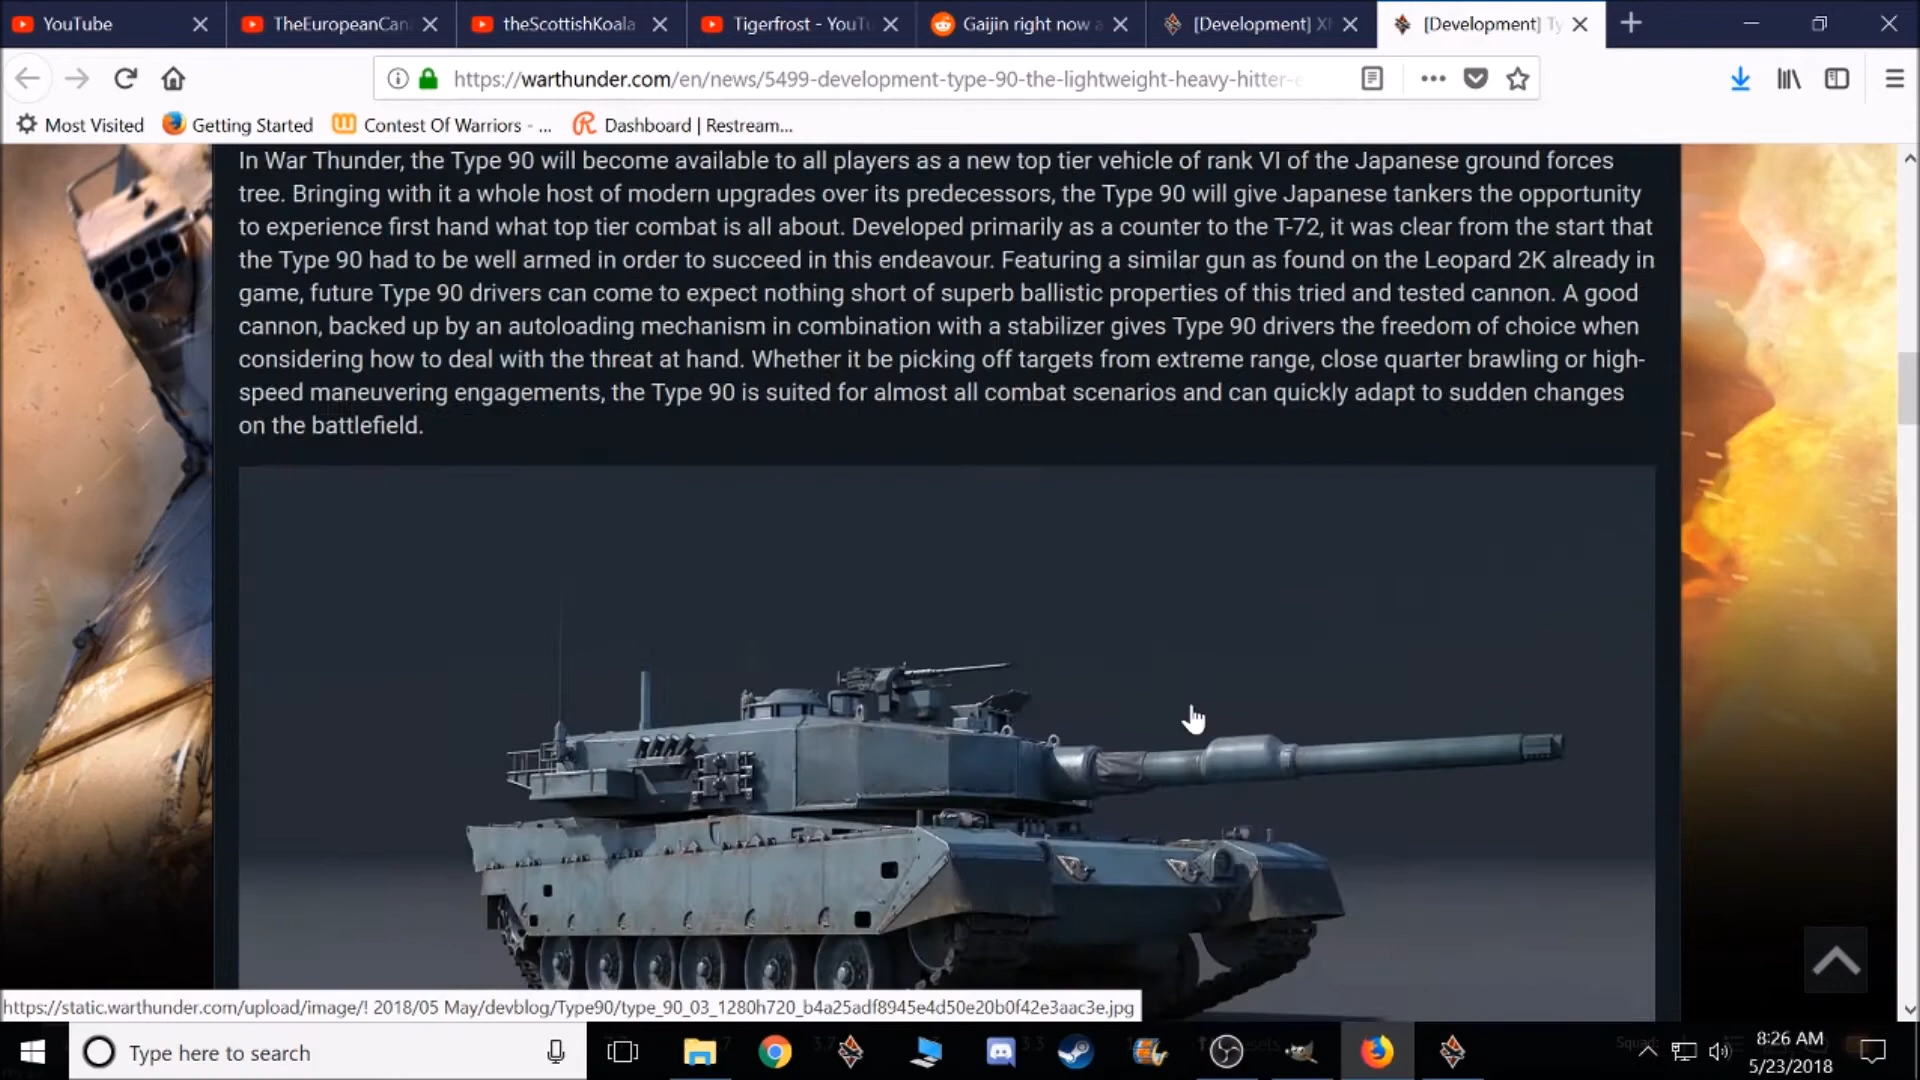 YouTube
TheEuropeanCan
theScottishKoala
Tigerfrost - YouTu
Gaijin right now a
[Development] XM
[Development] Ty
https://warthunder.com/en/news/5499-development-type-90-the-lightweight-heavy-hitter-e
Most Visited
Getting Started
Contest Of Warriors - ...
Dashboard | Restream...
In War Thunder, the Type 90 will become available to all players as a new top tier vehicle of rank VI of the Japanese ground forces
tree. Bringing with it a whole host of modern upgrades over its predecessors, the Type 90 will give Japanese tankers the opportunity
to experience first hand what top tier combat is all about. Developed primarily as a counter to the T-72, it was clear from the start that
the Type 90 had to be well armed in order to succeed in this endeavour. Featuring a similar gun as found on the Leopard 2K already in
game, future Type 90 drivers can come to expect nothing short of superb ballistic properties of this tried and tested cannon. A good
cannon, backed up by an autoloading mechanism in combination with a stabilizer gives Type 90 drivers the freedom of choice when
considering how to deal with the threat at hand. Whether it be picking off targets from extreme range, close quarter brawling or high-
speed maneuvering engagements, the Type 90 is suited for almost all combat scenarios and can quickly adapt to sudden changes
on the battlefield.
https://static.warthunder.com/upload/image/! 2018/05 May/devblog/Type90/type_90_03_1280h720_b4a25adf8945e4d50e20b0f42e3aac3e.jpg
Type here to search
8:26 AM
5/23/2018